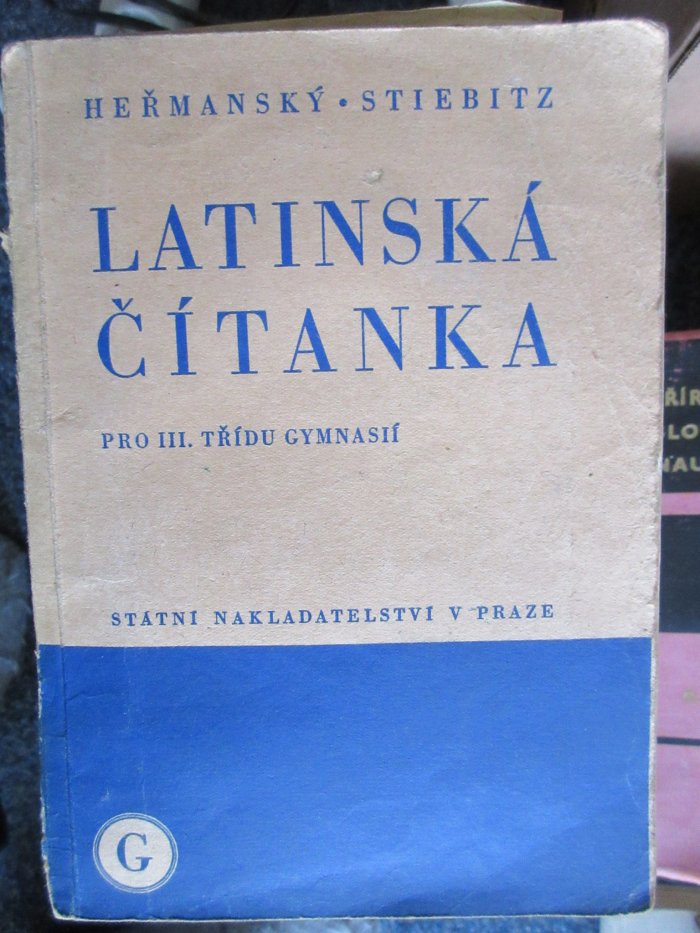 HEŘMANSKÝ • STIEBITZ
LATINSKÁ
ČÍTANKA
PRO III. TŘÍDU GYMNASIÍ
STÁTNÍ NAKLADATELSTVÍ V PRAZE
G